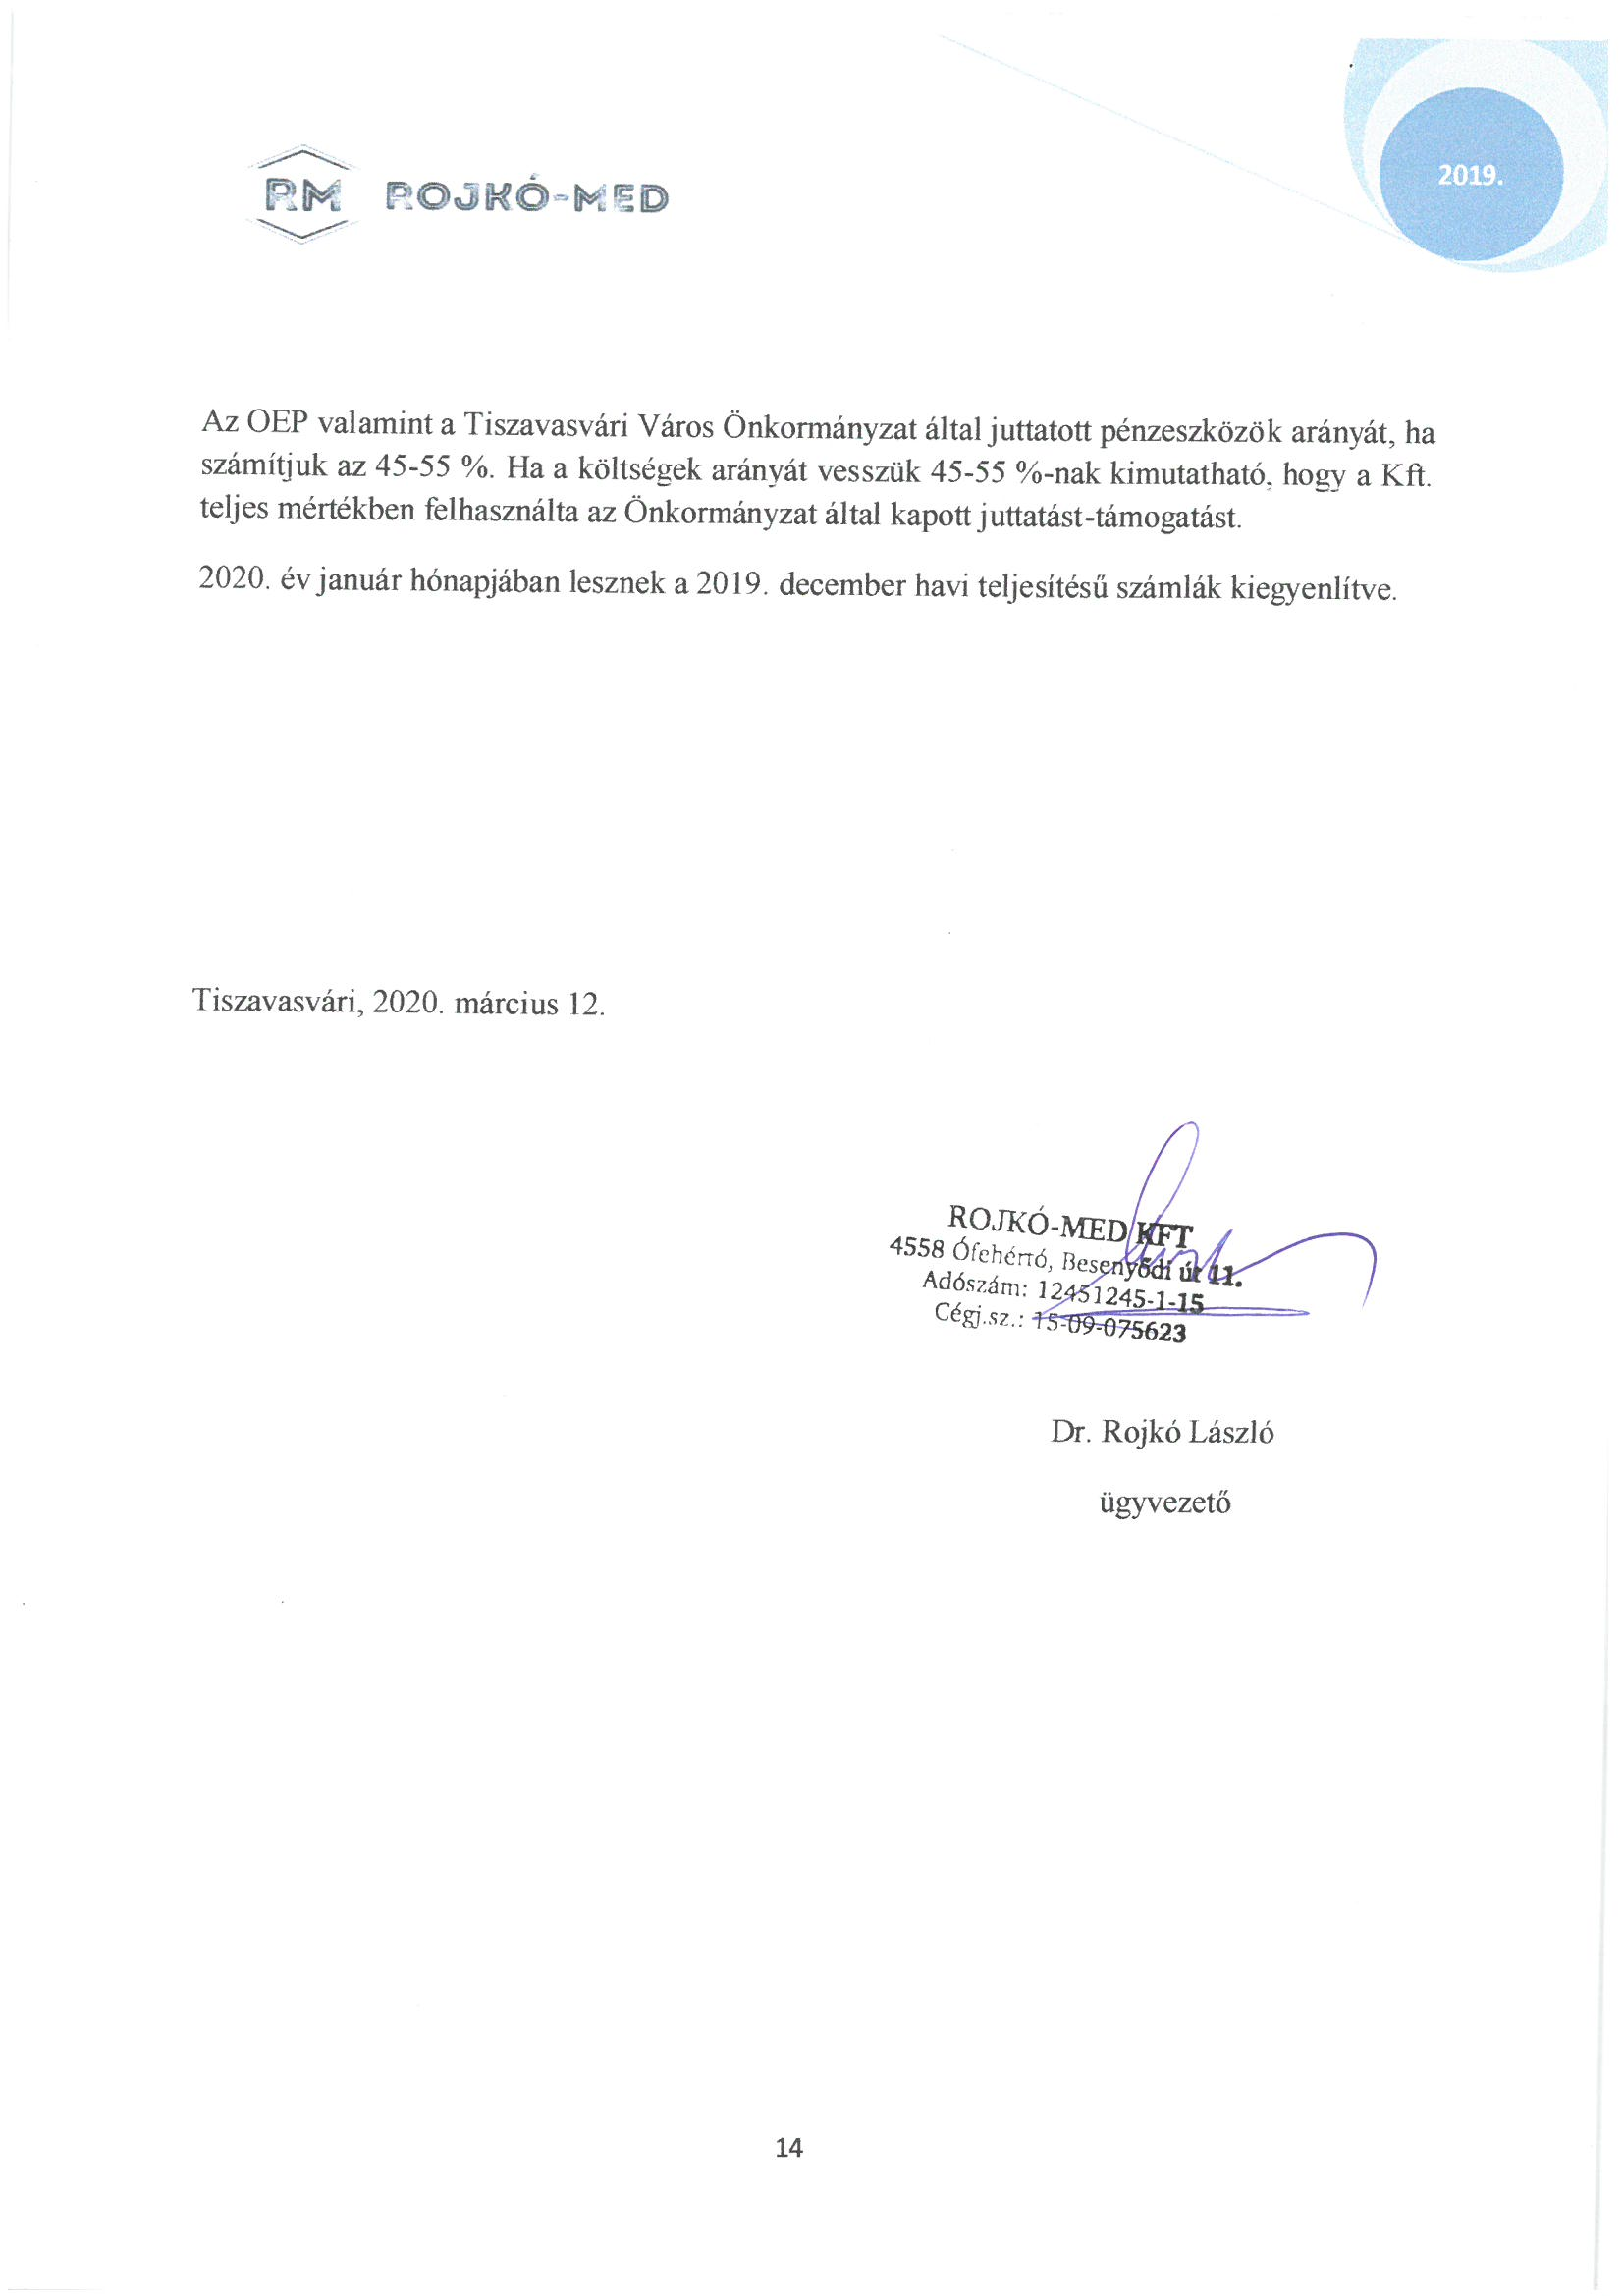 RM ROJKÓ-MED
2019.
Az OEP valamint a Tiszavasvári Város Önkormányzat által juttatott pénzeszközök arányát, ha
számítjuk az 45-55 %. Ha a költségek arányát vesszük 45-55 %-nak kimutatható, hogy a Kft.
teljes mértékben felhasználta az Önkormányzat által kapott juttatást-támogatást.
2020. év január hónapjában lesznek a 2019. december havi teljesítésű számlák kiegyenlítve.
Tiszavasvári, 2020. március 12.
ROJKÓ-MED KFT
4558 Ófehértó, Besenyődi út 11.
Adószám: 12451245-1-15
Cégj.sz.: 15-09-075623
Dr. Rojkó László
ügyvezető
14